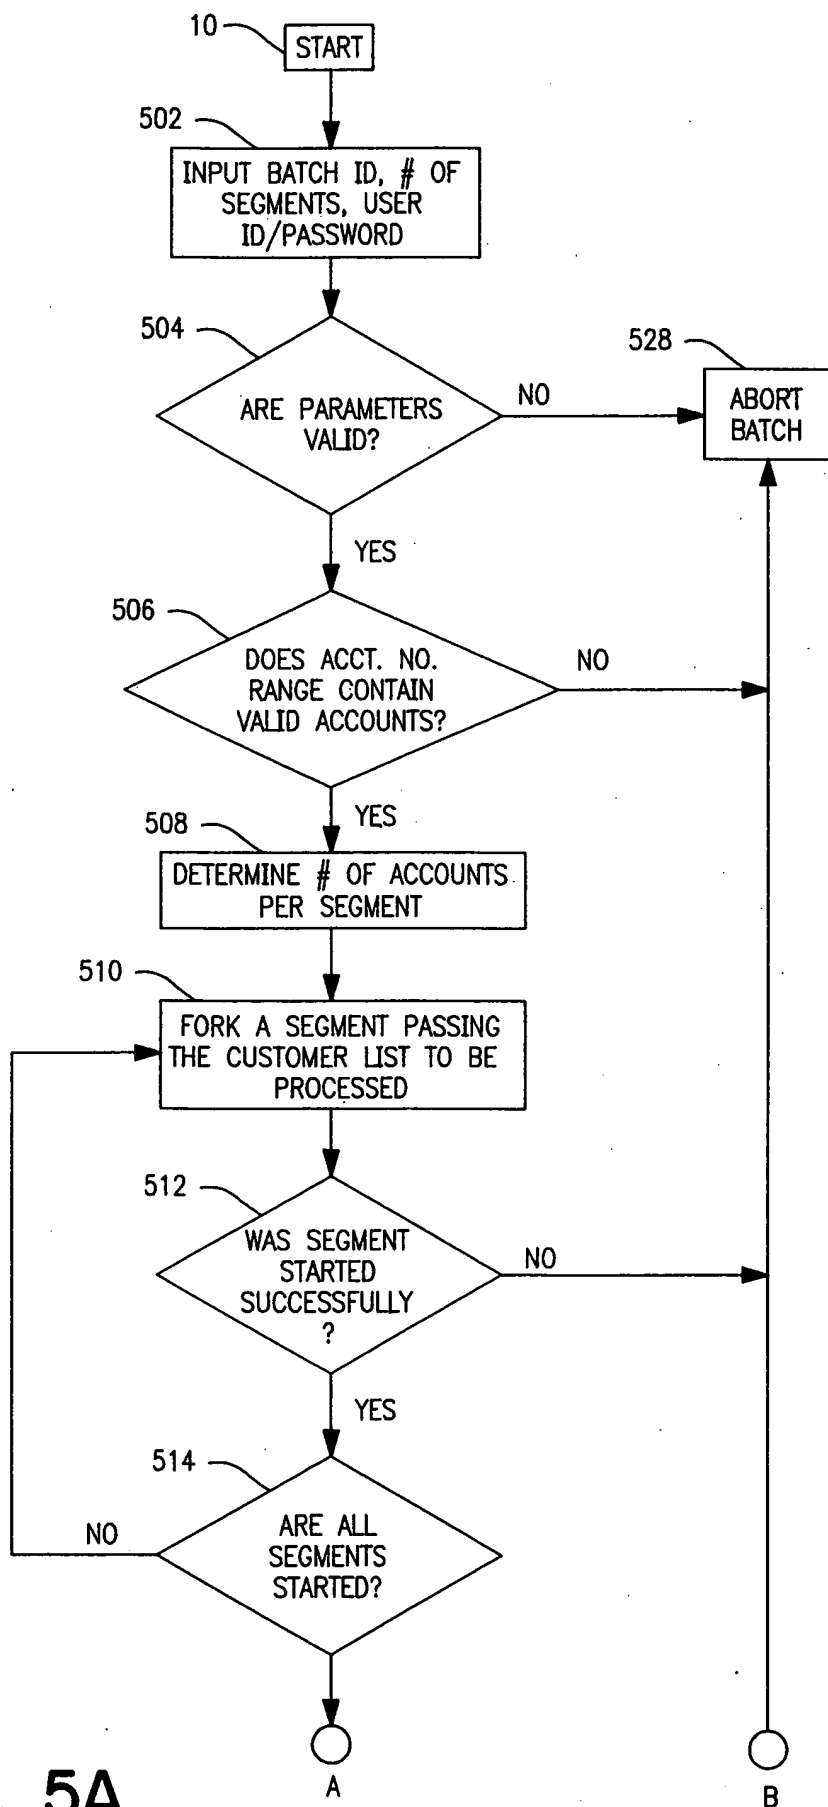 10
START
502
INPUT BATCH ID, # OF
SEGMENTS, USER
ID/PASSWORD
504
ARE PARAMETERS
VALID?
NO
528
ABORT
BATCH
YES
506
DOES ACCT. NO.
RANGE CONTAIN
VALID ACCOUNTS?
NO
YES
508
DETERMINE # OF ACCOUNTS
PER SEGMENT
510
FORK A SEGMENT PASSING
THE CUSTOMER LIST TO BE
PROCESSED
512
WAS SEGMENT
STARTED
SUCCESSFULLY
?
NO
YES
514
ARE ALL
SEGMENTS
STARTED?
NO
A
B
5A